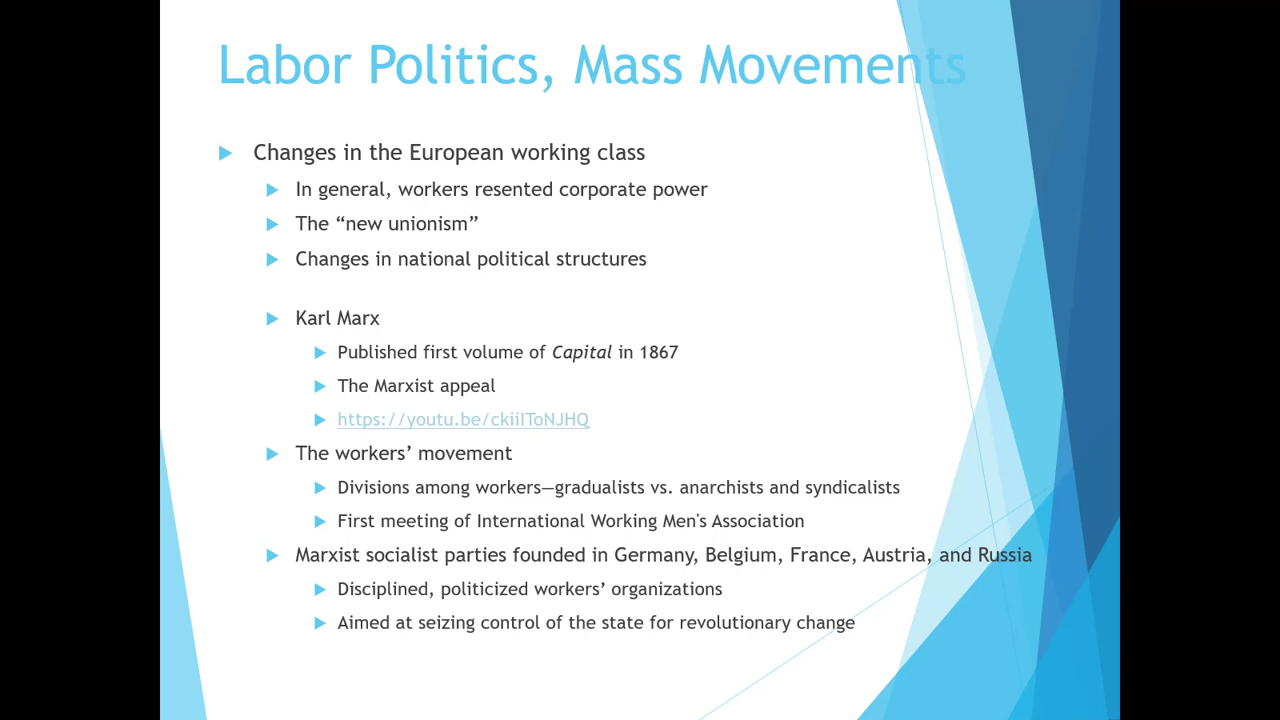 Labor Politics, Mass Movements
Changes in the European working class
In general, workers resented corporate power
The “new unionism”
Changes in national political structures
Karl Marx
Published first volume of Capital in 1867
The Marxist appeal
https://youtu.be/ckiiIToNJHQ
The workers’ movement
Divisions among workers—gradualists vs. anarchists and syndicalists
First meeting of International Working Men's Association
Marxist socialist parties founded in Germany, Belgium, France, Austria, and Russia
Disciplined, politicized workers’ organizations
Aimed at seizing control of the state for revolutionary change